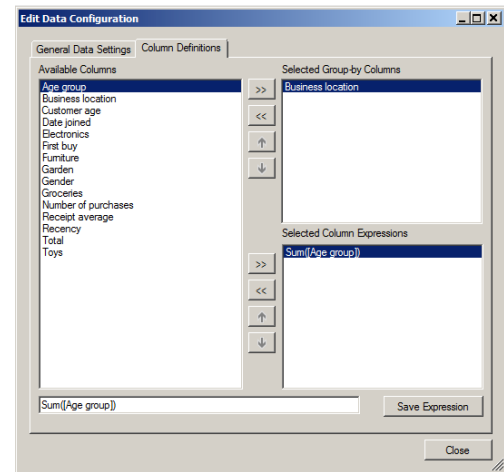 Edit Data Configuration
General Data Settings
Column Definitions
Available Columns
Age group
Business location
Customer age
Date joined
Electronics
First buy
Furniture
Garden
Gender
Groceries
Number of purchases
Receipt average
Recency
Total
Toys
>>
<<
↑
↓
Selected Group-by Columns
Business location
>>
<<
↑
↓
Selected Column Expressions
Sum([Age group])
Sum([Age group])
Save Expression
Close